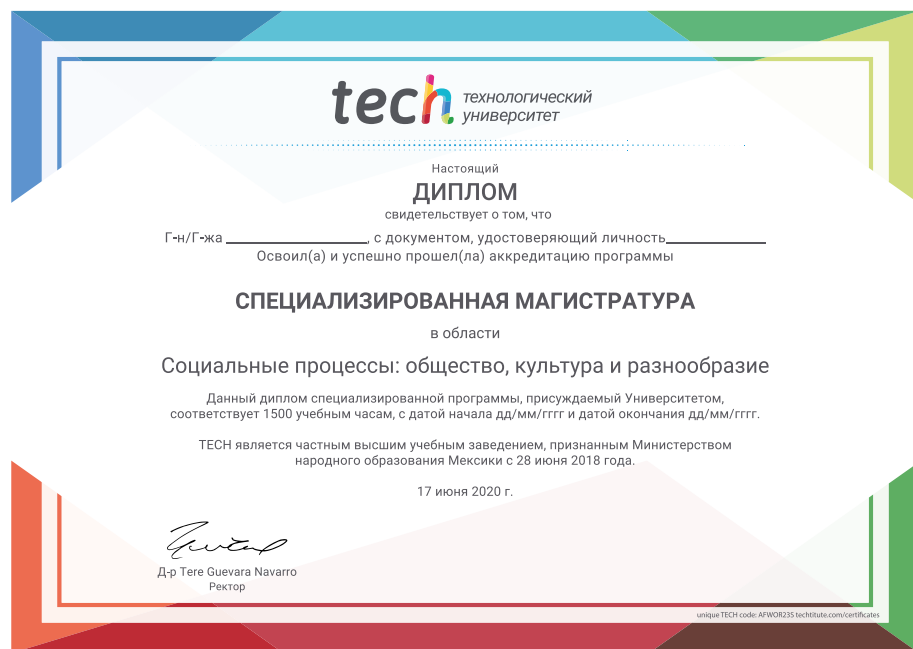 tech технологический
университет
Настоящий
ДИПЛОМ
свидетельствует о том, что
Г-н/Г-жа ____________________, с документом, удостоверяющий личность______________
Освоил(а) и успешно прошел(ла) аккредитацию программы
СПЕЦИАЛИЗИРОВАННАЯ МАГИСТРАТУРА
в области
Социальные процессы: общество, культура и разнообразие
Данный диплом специализированной программы, присуждаемый Университетом,
соответствует 1500 учебным часам, с датой начала дд/мм/гггг и датой окончания дд/мм/гггг.
TECH является частным высшим учебным заведением, признанным Министерством
народного образования Мексики с 28 июня 2018 года.
17 июня 2020 г.
Д-р Tere Guevara Navarro
Ректор
unique TECH code: AFWOR23S techtitute.com/certificates